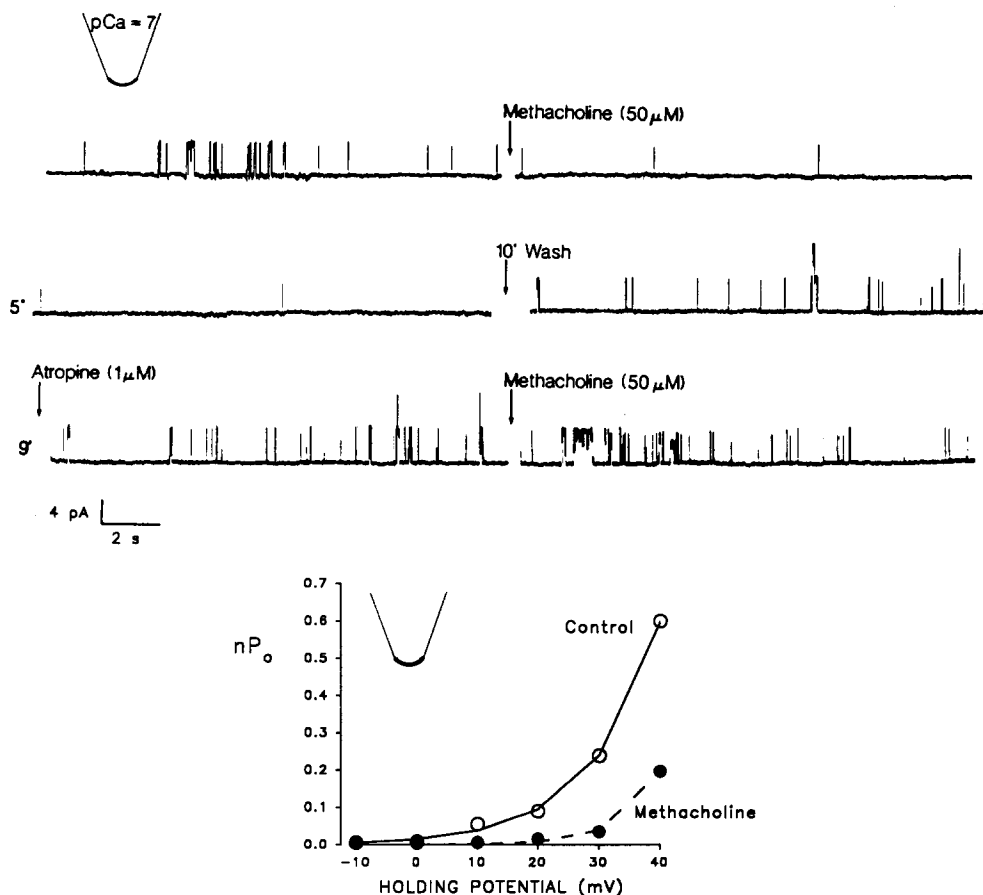 pCa = 7
Methacholine (50 μM)
5'
10' Wash
Atropine (1 μM)
Methacholine (50 μM)
9'
4 pA
2 s
0.7
0.6
0.5
0.4
0.3
0.2
0.1
0.0
nPo
Control
Methacholine
-10
0
10
20
30
40
HOLDING POTENTIAL (mV)